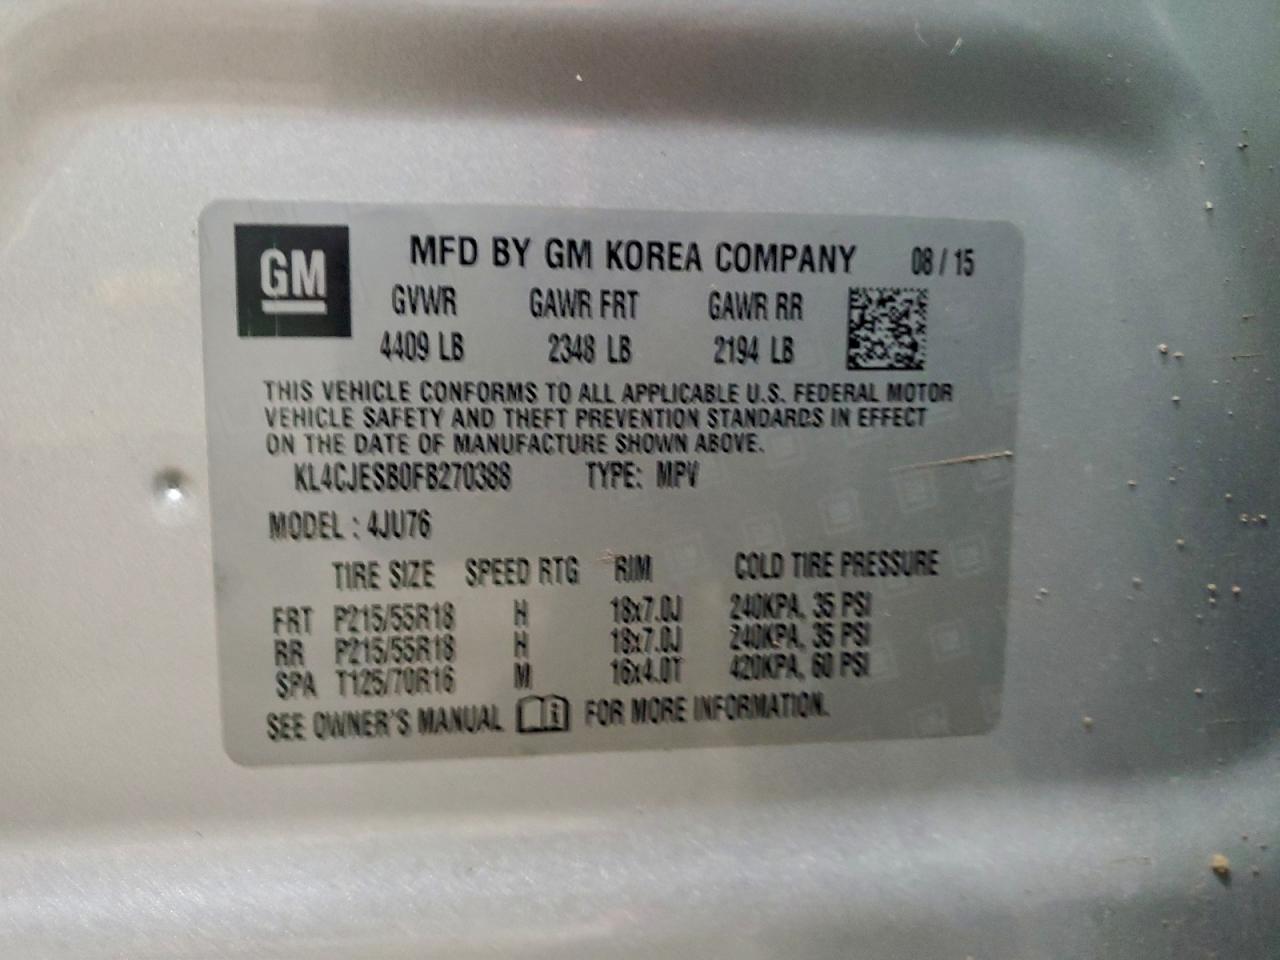 GM
MFD BY GM KOREA COMPANY 08 / 15
GVWR GAWR FRT GAWR RR
4409 LB 2348 LB 2194 LB
THIS VEHICLE CONFORMS TO ALL APPLICABLE U.S. FEDERAL MOTOR
VEHICLE SAFETY AND THEFT PREVENTION STANDARDS IN EFFECT
ON THE DATE OF MANUFACTURE SHOWN ABOVE.
KL4CJESB0FB270388 TYPE: MPV
MODEL : 4JU76
TIRE SIZE SPEED RTG RIM COLD TIRE PRESSURE
FRT P215/55R18 H 18x7.0J 240KPA, 35 PSI
RR P215/55R18 H 18x7.0J 240KPA, 35 PSI
SPA T125/70R16 M 16x4.0T 420KPA, 60 PSI
SEE OWNER'S MANUAL i FOR MORE INFORMATION.